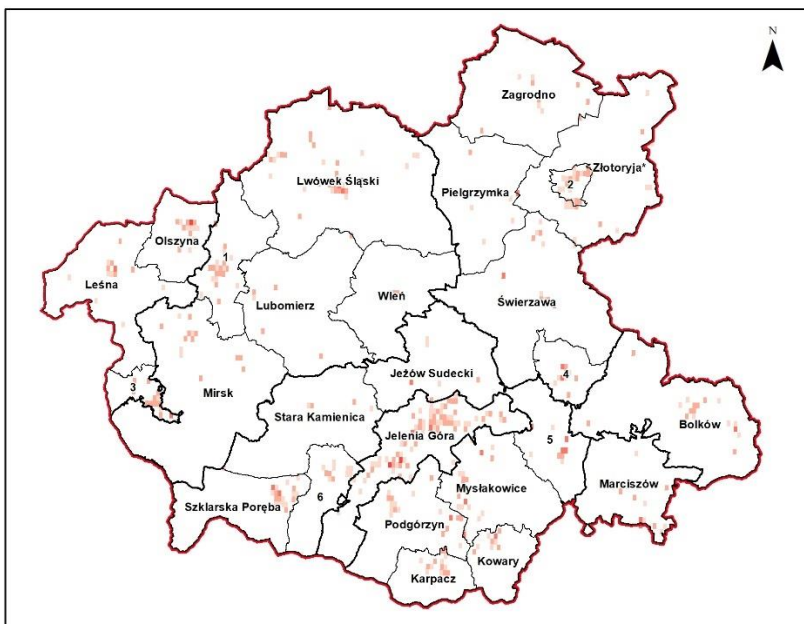 N
Zagrodno
Złotoryja*
2
Lwówek Śląski
Pielgrzymka
Olszyna
1
Leśna
Lubomierz
Wleń
Świerzawa
Jeżów Sudecki
4
3
Mirsk
Stara Kamienica
Bolków
Jelenia Góra
5
6
Mysłakowice
Marciszów
Szklarska Poręba
Podgórzyn
Kowary
Karpacz